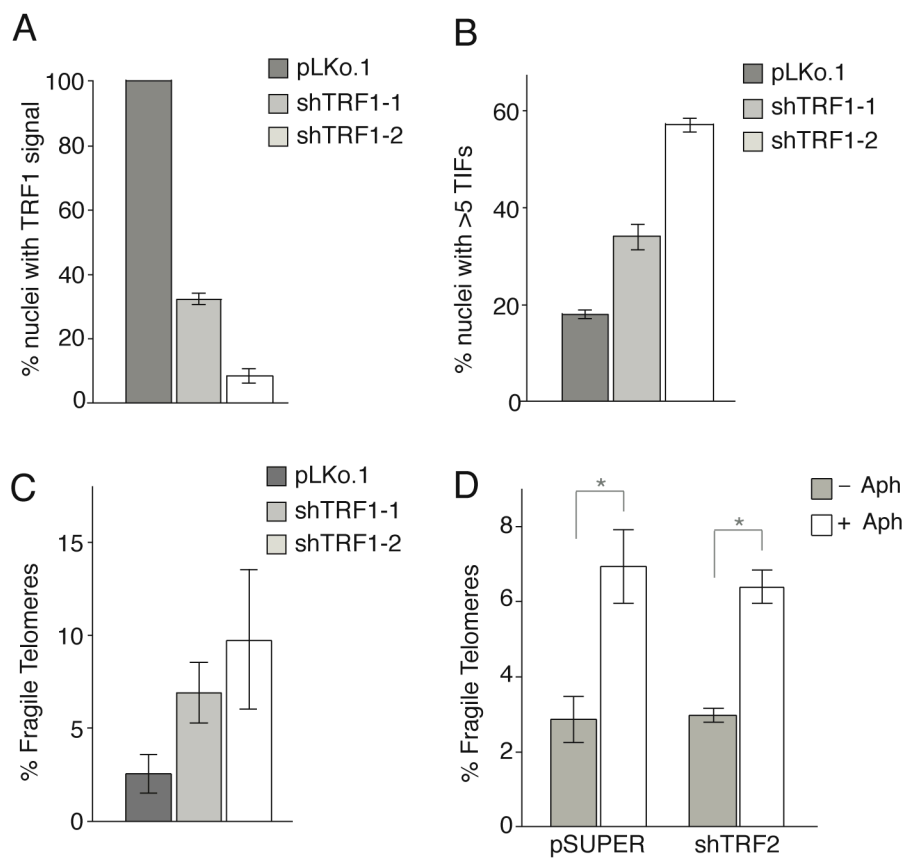 A
% nuclei with TRF1 signal
100
80
60
40
20
0
pLKo.1
shTRF1-1
shTRF1-2
B
% nuclei with >5 TIFs
60
40
20
0
pLKo.1
shTRF1-1
shTRF1-2
C
% Fragile Telomeres
15
10
5
0
pLKo.1
shTRF1-1
shTRF1-2
D
% Fragile Telomeres
8
6
4
2
0
*
*
− Aph
+ Aph
pSUPER
shTRF2